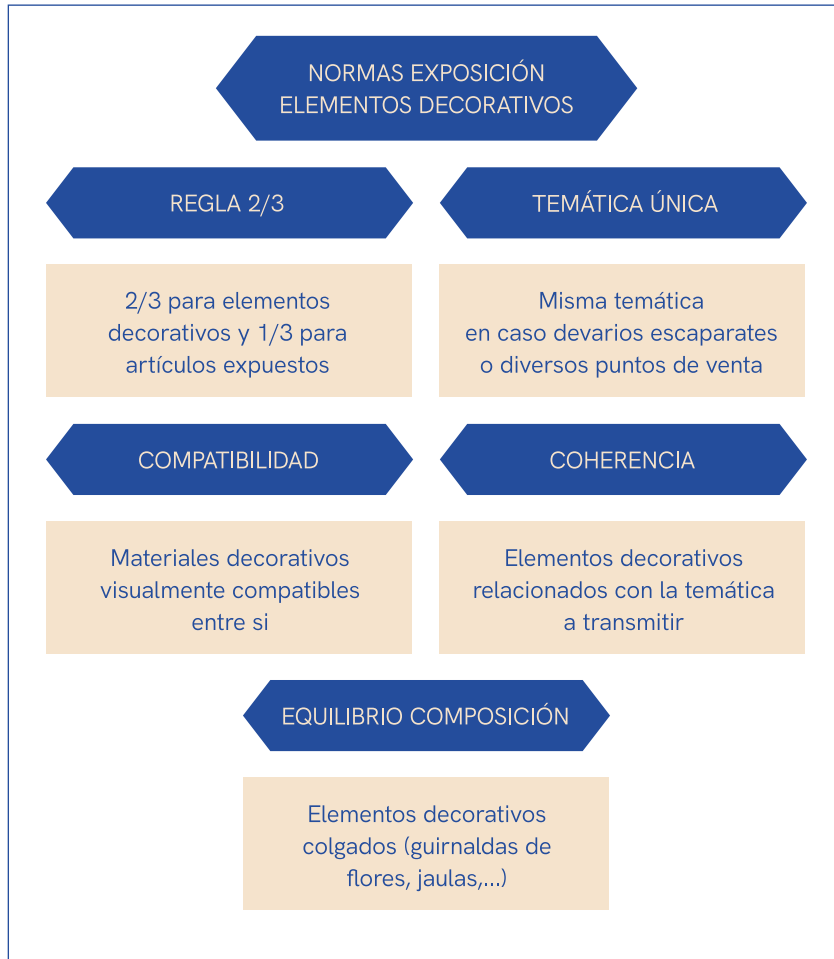 NORMAS EXPOSICIÓN
ELEMENTOS DECORATIVOS
REGLA 2/3
2/3 para elementos
decorativos y 1/3 para
artículos expuestos
TEMÁTICA ÚNICA
Misma temática
en caso devarios escaparates
o diversos puntos de venta
COMPATIBILIDAD
Materiales decorativos
visualmente compatibles
entre si
COHERENCIA
Elementos decorativos
relacionados con la temática
a transmitir
EQUILIBRIO COMPOSICIÓN
Elementos decorativos
colgados (guirnaldas de
flores, jaulas,...)